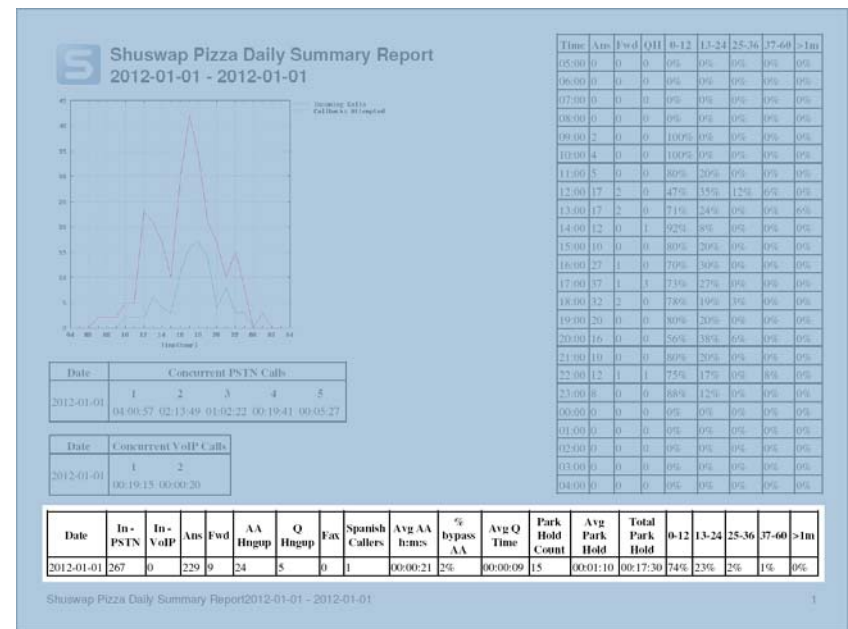 Shuswap Pizza Daily Summary Report
2012-01-01 - 2012-01-01
45
40
35
30
25
20
15
10
5
0
Incoming Calls
Callbacks Attempted
Date Concurrent PSTN Calls
2012-01-01 1 2 3 4 5
04:00:57 02:13:49 01:02:22 00:19:41 00:05:27
Date Concurrent VoIP Calls
2012-01-01 1 2
00:19:15 00:00:20
Time Ans Fwd QH 0-12 13-24 25-36 37-60 >1m
05:00 0 0 0 0% 0% 0% 0% 0%
06:00 0 0 0 0% 0% 0% 0% 0%
07:00 0 0 0 0% 0% 0% 0% 0%
08:00 0 0 0 0% 0% 0% 0% 0%
09:00 2 0 0 100% 0% 0% 0% 0%
10:00 4 0 0 100% 0% 0% 0% 0%
11:00 5 0 0 80% 20% 0% 0% 0%
12:00 17 2 0 47% 35% 12% 6% 0%
13:00 17 2 0 71% 24% 0% 0% 6%
14:00 12 0 1 92% 8% 0% 0% 0%
15:00 10 0 0 80% 20% 0% 0% 0%
16:00 27 1 0 70% 30% 0% 0% 0%
17:00 37 1 3 73% 27% 0% 0% 0%
18:00 32 2 0 78% 19% 3% 0% 0%
19:00 20 0 0 80% 20% 0% 0% 0%
20:00 16 0 0 56% 38% 6% 0% 0%
21:00 10 0 0 80% 20% 0% 0% 0%
22:00 12 1 1 75% 17% 0% 8% 0%
23:00 8 0 0 88% 12% 0% 0% 0%
00:00 0 0 0 0% 0% 0% 0% 0%
01:00 0 0 0 0% 0% 0% 0% 0%
02:00 0 0 0 0% 0% 0% 0% 0%
03:00 0 0 0 0% 0% 0% 0% 0%
04:00 0 0 0 0% 0% 0% 0% 0%
Date In - PSTN In - VoIP Ans Fwd AA Hngup Q Hngup Fax Spanish Callers Avg AA h:m:s % bypass AA Avg Q Time Park Hold Count Avg Park Hold Total Park Hold 0-12 13-24 25-36 37-60 >1m
2012-01-01 267 0 229 9 24 5 0 1 00:00:21 2% 00:00:09 15 00:01:10 00:17:30 74% 23% 2% 1% 0%
Shuswap Pizza Daily Summary Report2012-01-01 - 2012-01-01 1